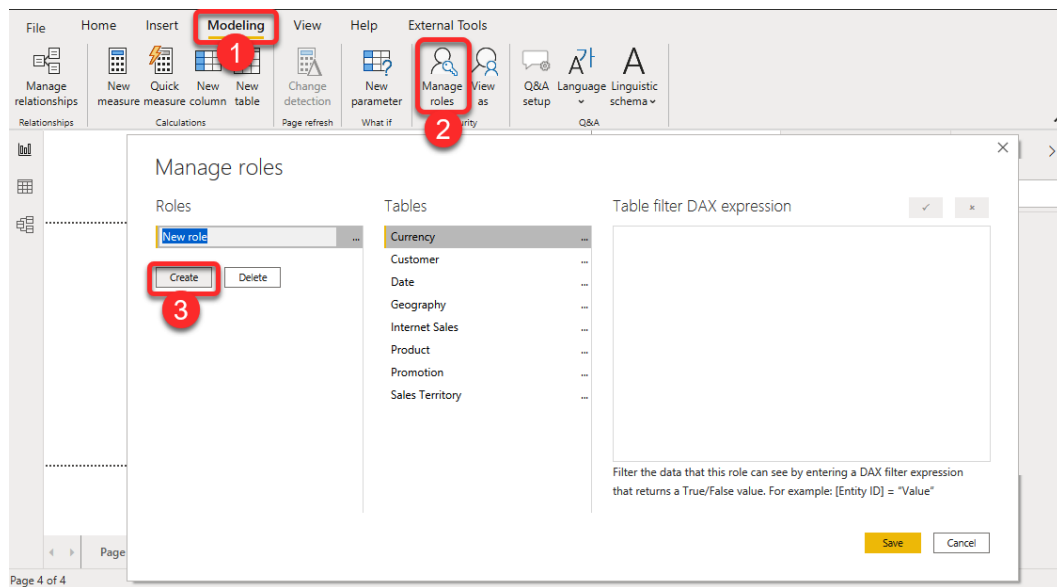 File Home Insert Modeling View Help External Tools
1
Manage relationships
New measure
Quick measure
New column
New table
Change detection
New parameter
Manage roles
View as
Q&A setup
Language
Linguistic schema
Relationships Calculations Page refresh What if Q&A
2
Manage roles
Roles Tables Table filter DAX expression
New role ... Currency ...
Customer ...
Create Delete Date ...
3
Geography ...
Internet Sales ...
Product ...
Promotion ...
Sales Territory ...
Filter the data that this role can see by entering a DAX filter expression
that returns a True/False value. For example: [Entity ID] = "Value"
Save Cancel
Page
Page 4 of 4